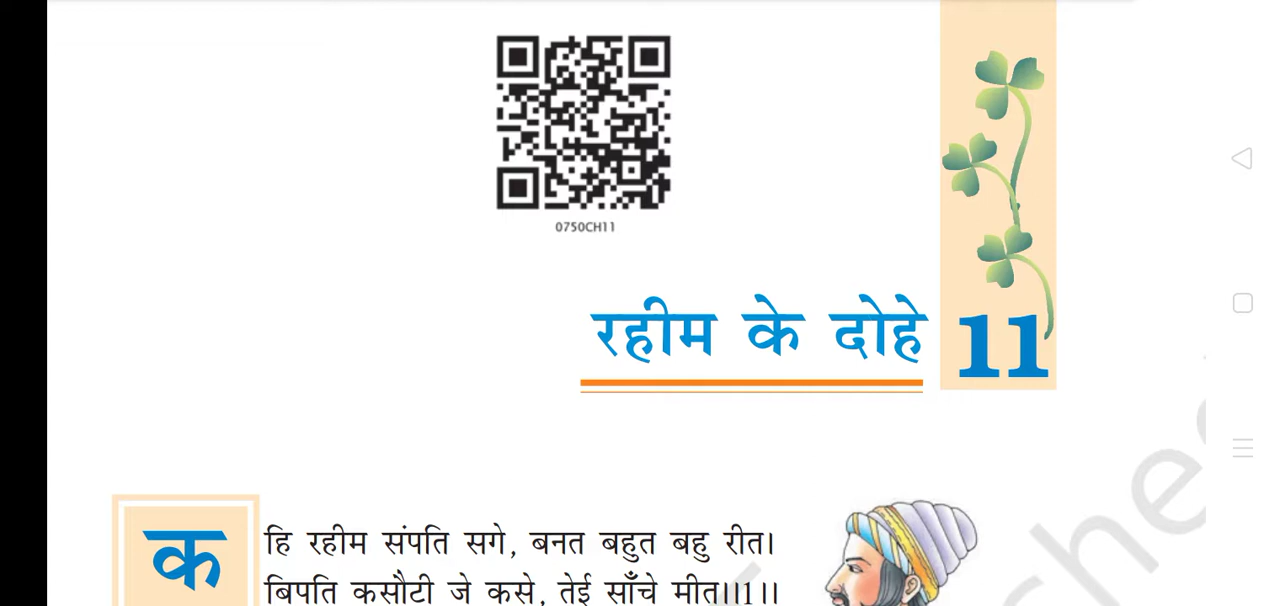 0750CH11
रहीम के दोहे 11
कहि रहीम संपति सगे, बनत बहुत बहु रीत।
बिपति कसौटी जे कसे, तेई साँचे मीत॥1॥